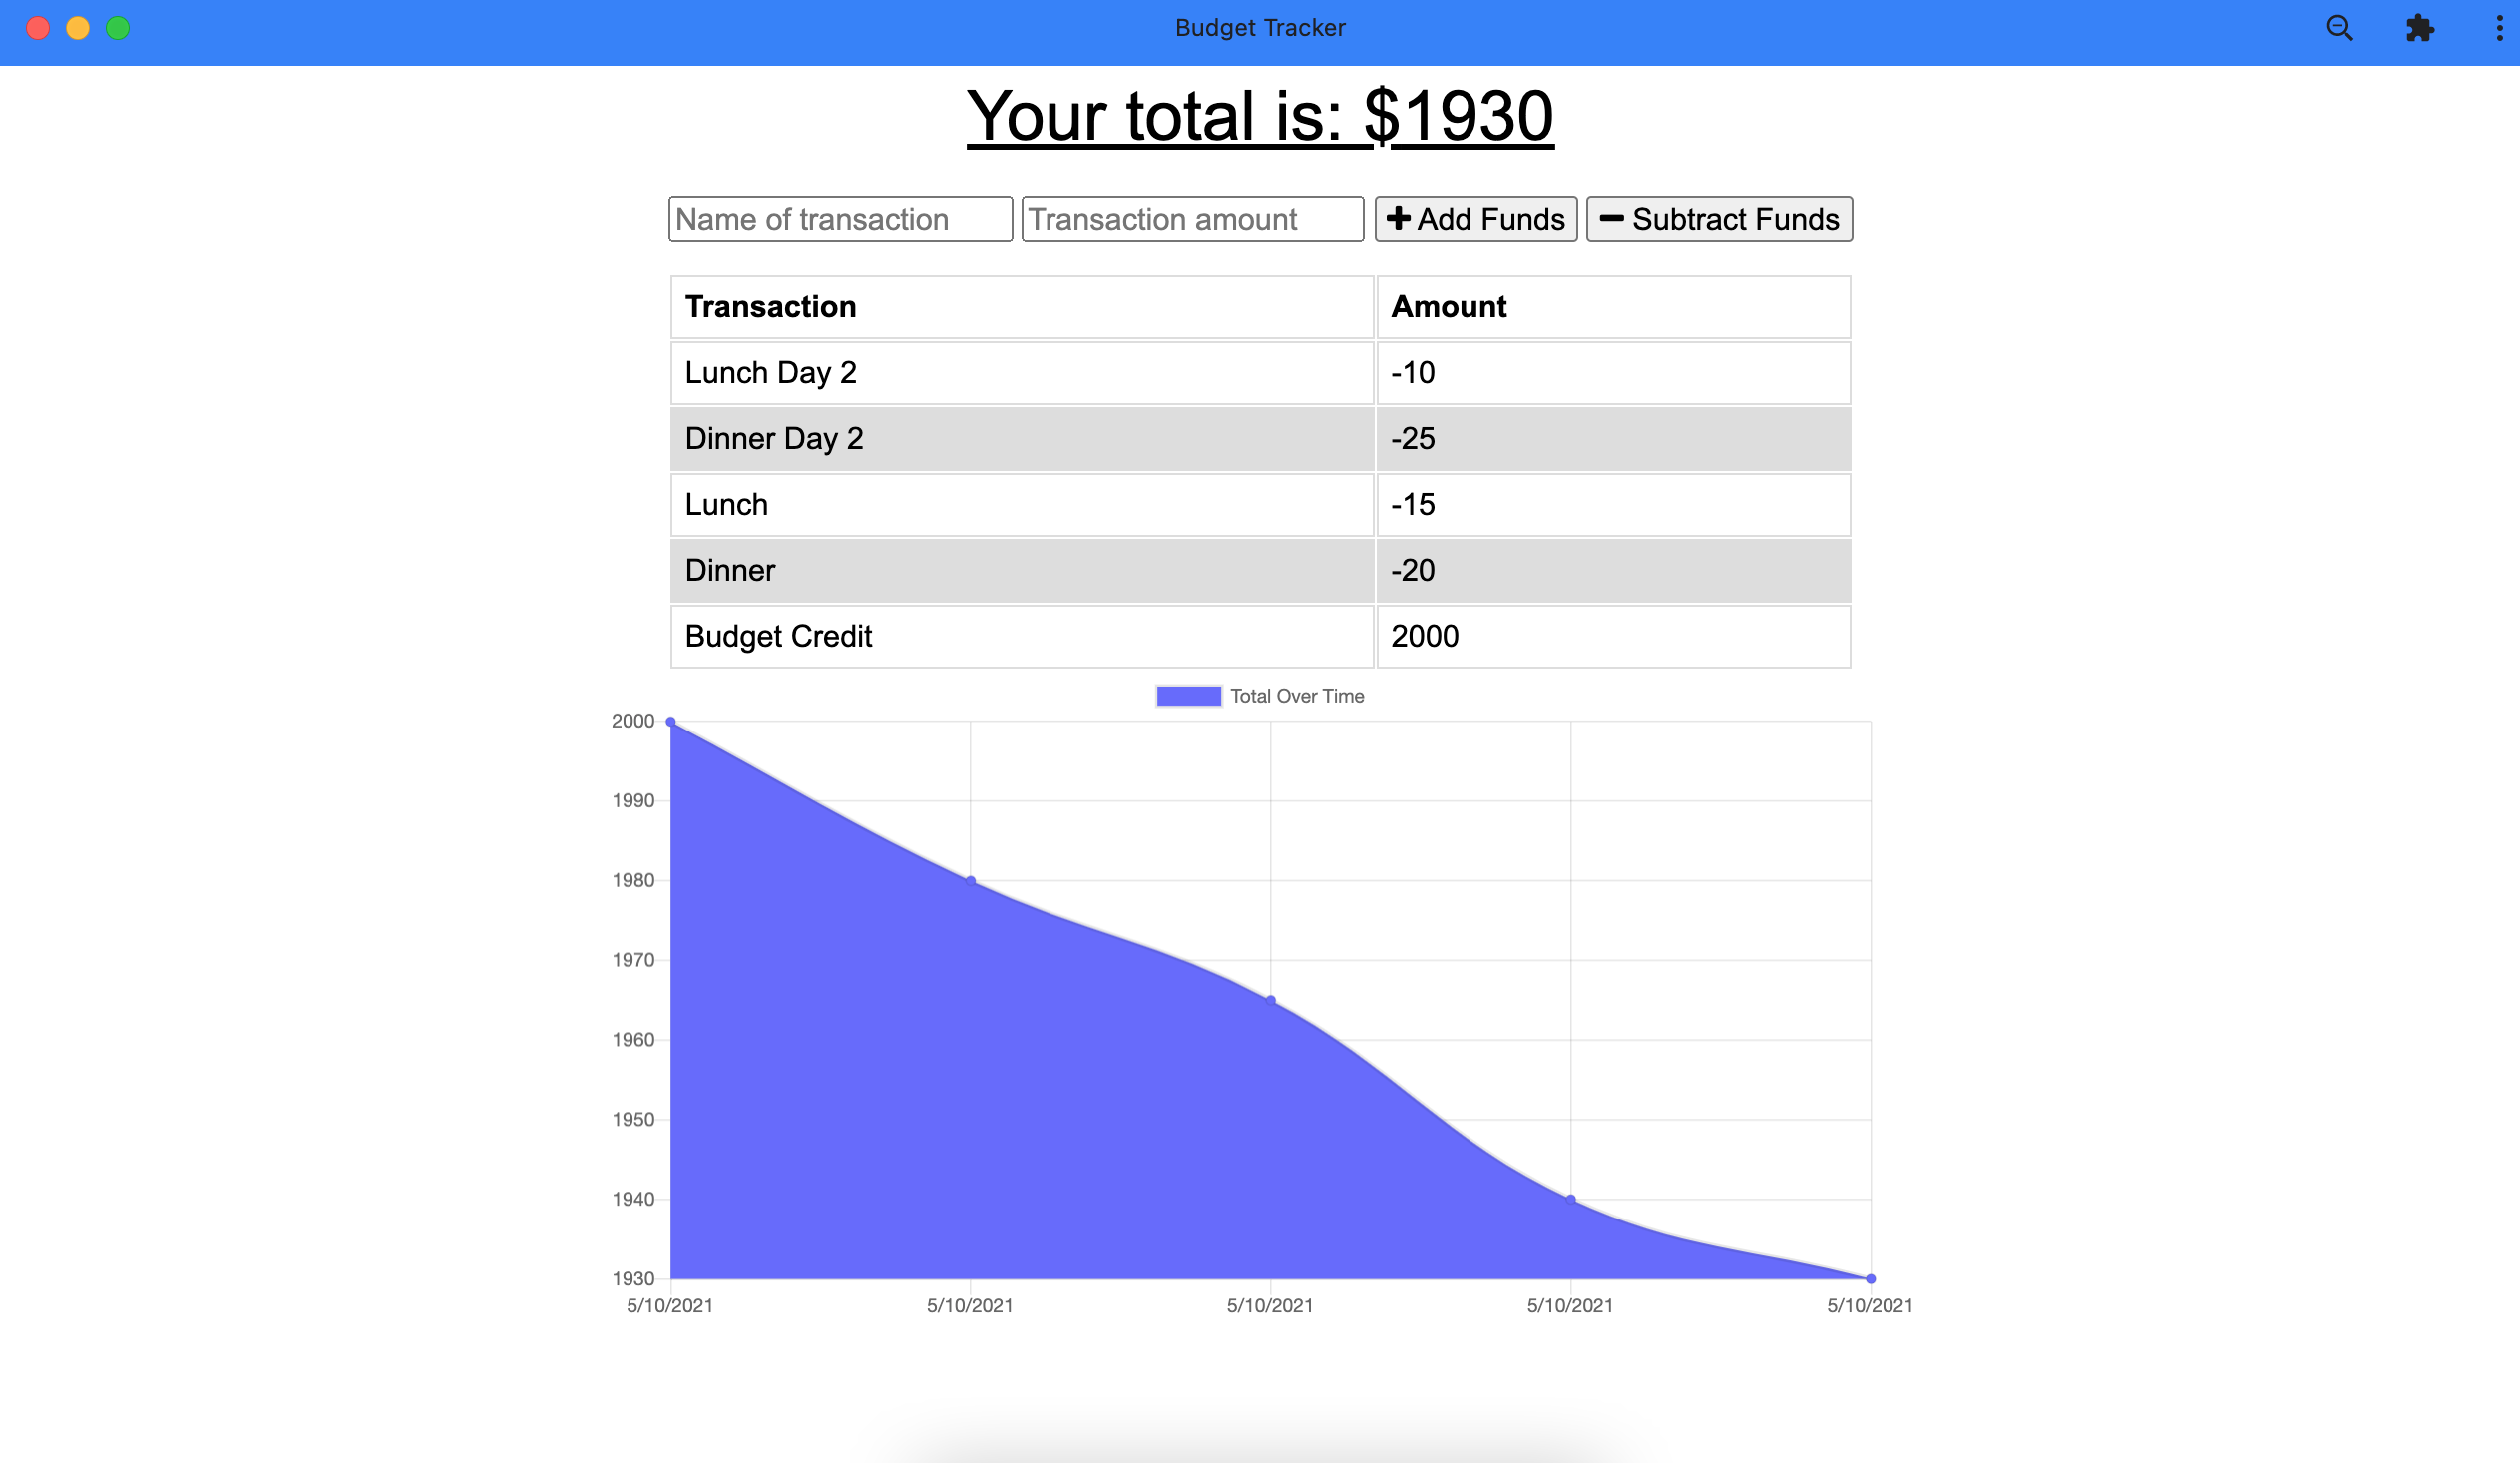 Budget Tracker
Your total is: $1930
Name of transaction Transaction amount Add Funds Subtract Funds
Transaction Amount
Lunch Day 2 -10
Dinner Day 2 -25
Lunch -15
Dinner -20
Budget Credit 2000
Total Over Time
2000
1990
1980
1970
1960
1950
1940
1930
5/10/2021 5/10/2021 5/10/2021 5/10/2021 5/10/2021